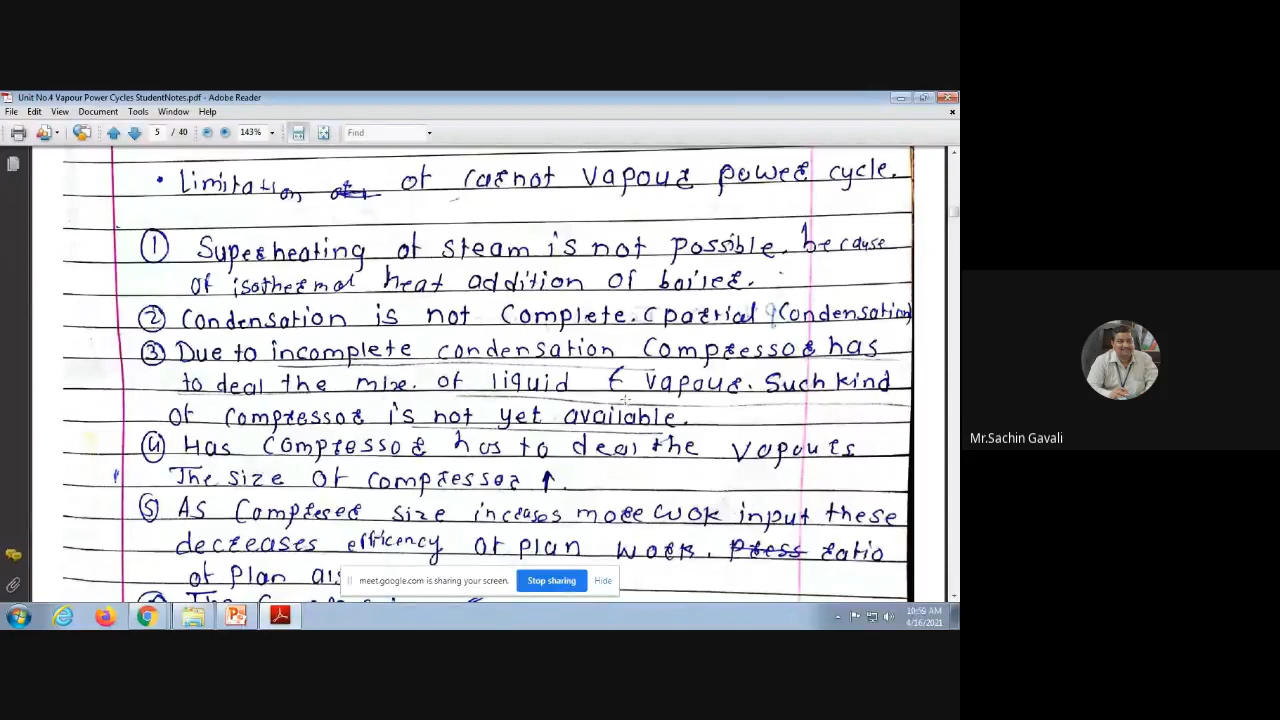 Unit No.4 Vapour Power Cycles StudentNotes.pdf - Adobe Reader
File Edit View Document Tools Window Help
5 / 40 143% Find
• Limitation of carnot vapour power cycle.
① Superheating of steam is not possible. because
of isothermal heat addition of boiler.
② Condensation is not complete. (partial condensation)
③ Due to incomplete condensation compressor has
to deal the mix. of liquid & vapour. Such kind
of compressor is not yet available.
④ Has compressor has to deal the vapours
The size of compressor ↑.
⑤ As compresed size increases more wok input these
decreases efficency of plan work. ratio
of plan
meet.google.com is sharing your screen. Stop sharing Hide
10:59 AM
4/16/2021
Mr.Sachin Gavali